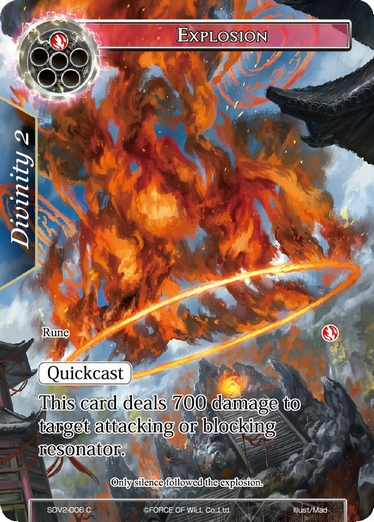 Explosion
Divinity 2
Rune
Quickcast
This card deals 700 damage to
target attacking or blocking
resonator.
Only silence followed the explosion.
SDV2-006 C ©FORCE OF WILL Co.,Ltd. Illust/Mad